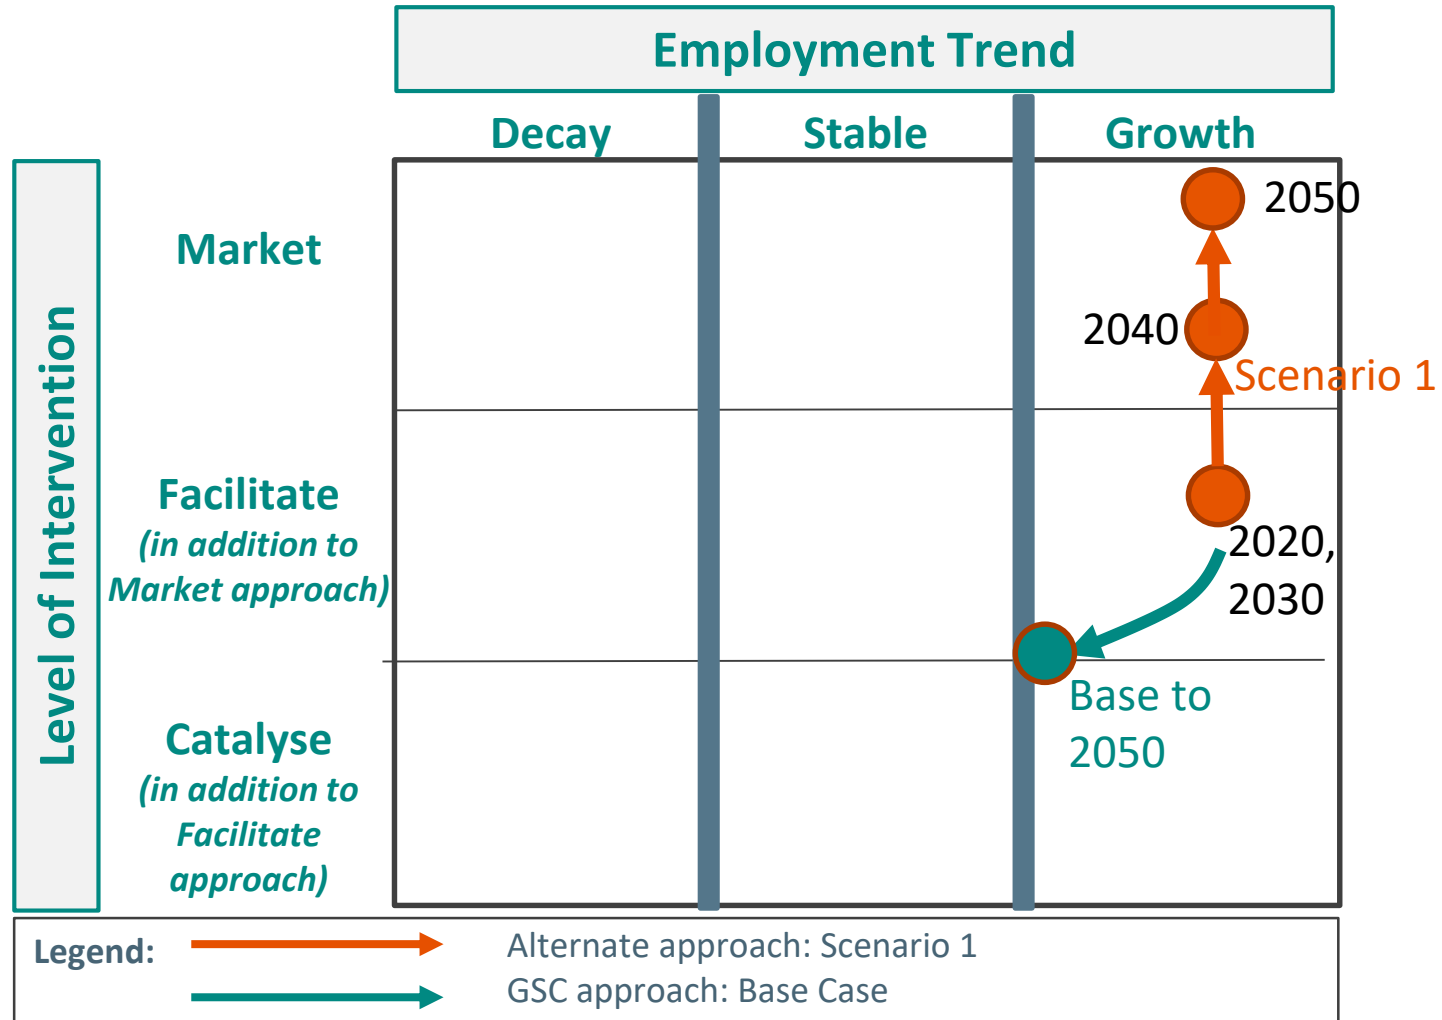 Employment Trend
Decay
Stable
Growth
Level of Intervention
Market
2050
2040
Scenario 1
Facilitate
(in addition to
Market approach)
2020,
2030
Base to
2050
Catalyse
(in addition to
Facilitate
approach)
Legend:
Alternate approach: Scenario 1
GSC approach: Base Case